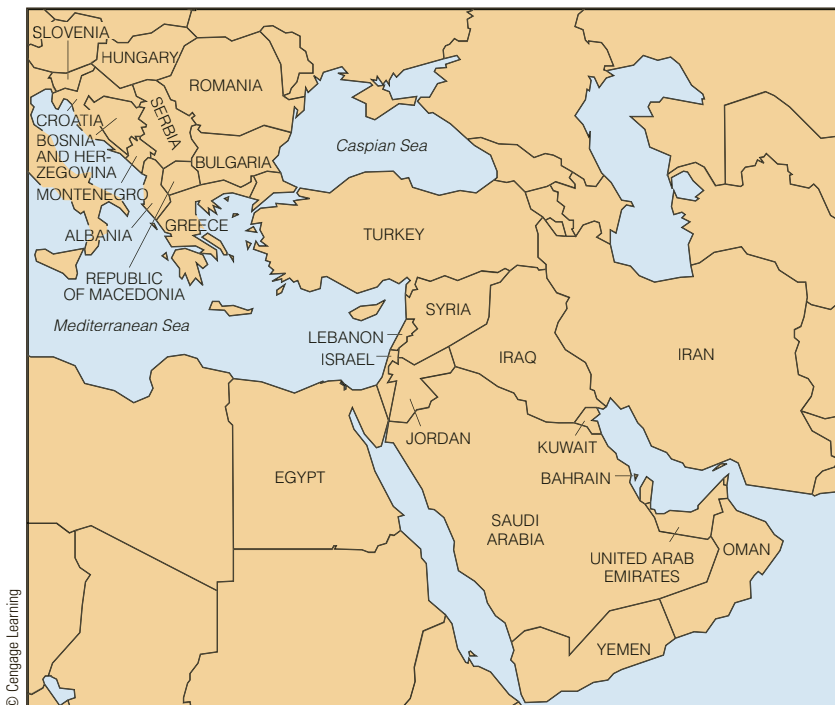 SLOVENIA
HUNGARY
ROMANIA
SERBIA
CROATIA
BOSNIA
AND HER-
ZEGOVINA
MONTENEGRO
BULGARIA
Caspian Sea
ALBANIA
GREECE
TURKEY
REPUBLIC
OF MACEDONIA
Mediterranean Sea
SYRIA
LEBANON
ISRAEL
IRAQ
IRAN
JORDAN
KUWAIT
BAHRAIN
EGYPT
SAUDI
ARABIA
UNITED ARAB
EMIRATES
OMAN
YEMEN
© Cengage Learning